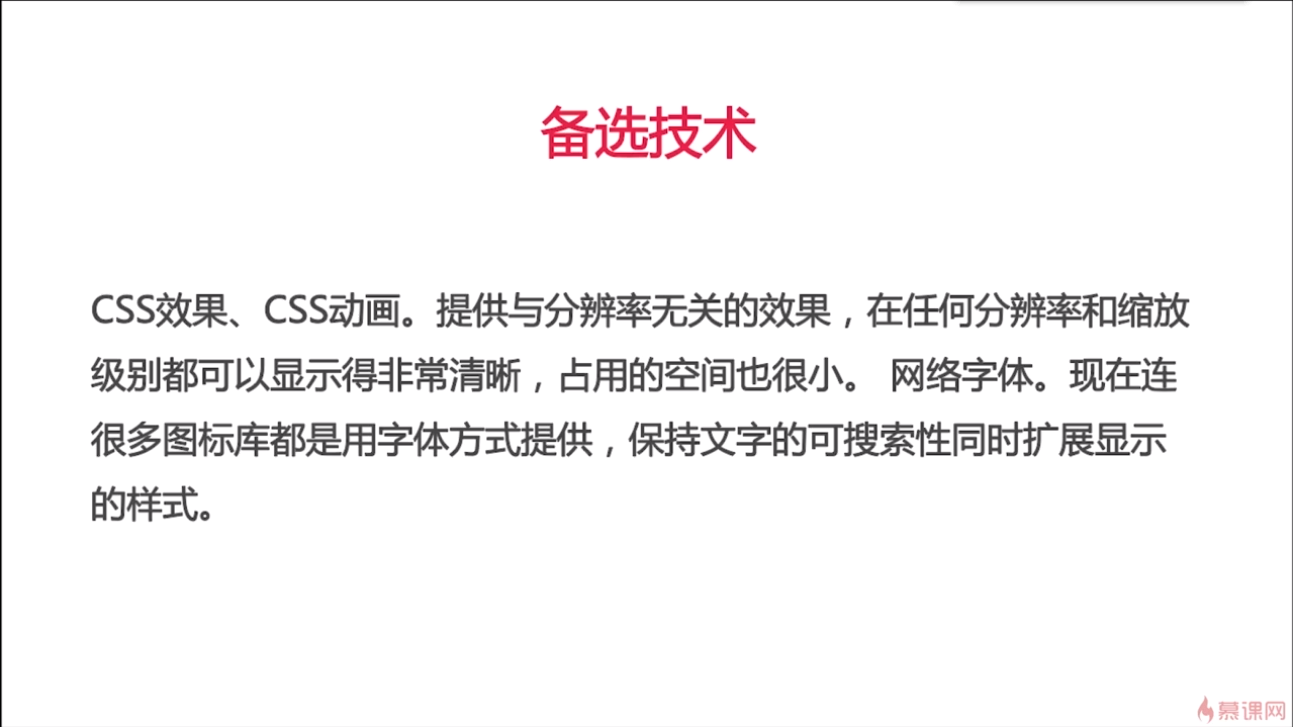 备选技术
CSS效果、CSS动画。提供与分辨率无关的效果，在任何分辨率和缩放
级别都可以显示得非常清晰，占用的空间也很小。 网络字体。现在连
很多图标库都是用字体方式提供，保持文字的可搜索性同时扩展显示
的样式。
慕课网